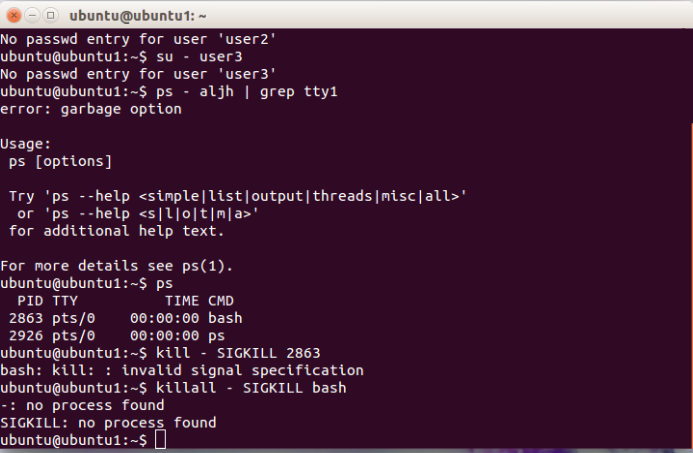 ubuntu@ubuntu1: ~
No passwd entry for user 'user2'
ubuntu@ubuntu1:~$ su - user3
No passwd entry for user 'user3'
ubuntu@ubuntu1:~$ ps - aljh | grep tty1
error: garbage option

Usage:
 ps [options]

 Try 'ps --help <simple|list|output|threads|misc|all>'
  or 'ps --help <s|l|o|t|m|a>'
 for additional help text.

For more details see ps(1).
ubuntu@ubuntu1:~$ ps
  PID TTY          TIME CMD
 2863 pts/0    00:00:00 bash
 2926 pts/0    00:00:00 ps
ubuntu@ubuntu1:~$ kill - SIGKILL 2863
bash: kill: : invalid signal specification
ubuntu@ubuntu1:~$ killall - SIGKILL bash
-: no process found
SIGKILL: no process found
ubuntu@ubuntu1:~$